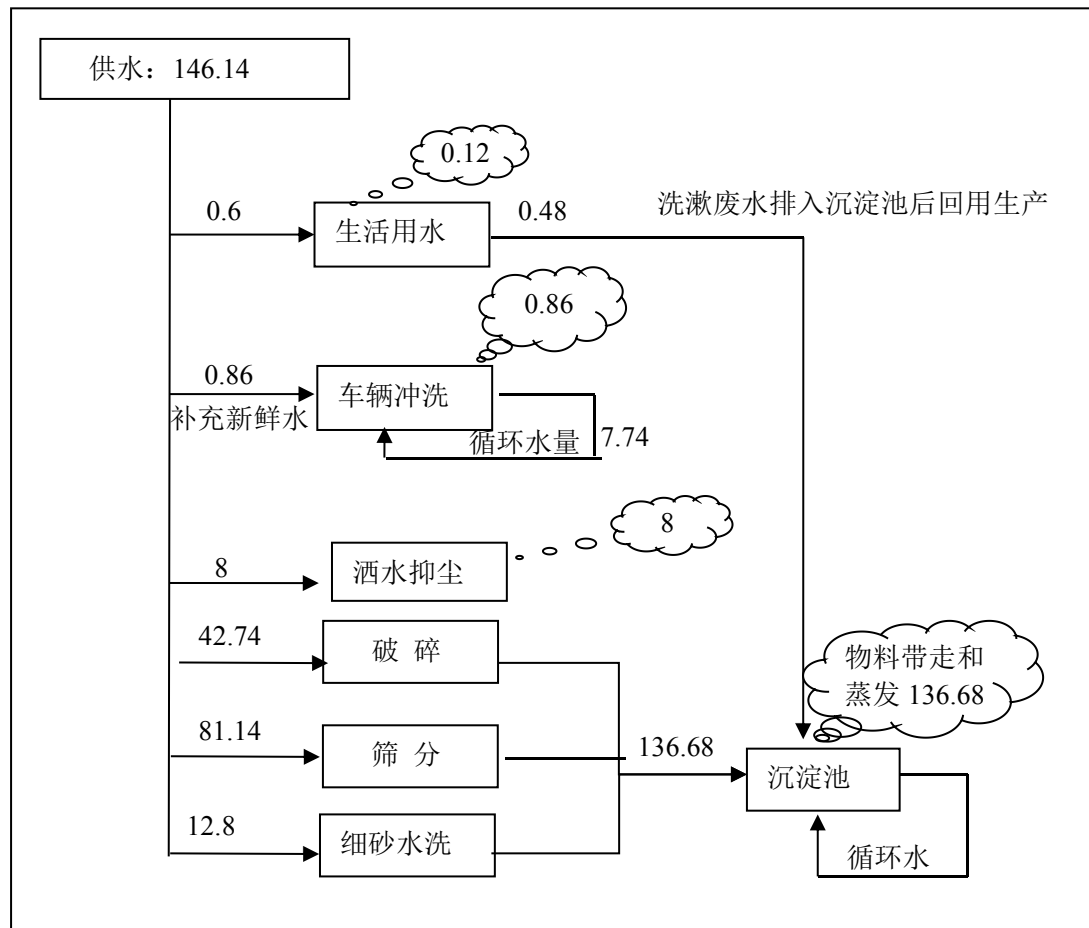 供水：146.14
0.12
0.6
生活用水
0.48
洗漱废水排入沉淀池后回用生产
0.86
0.86
补充新鲜水
车辆冲洗
循环水量
7.74
8
8
洒水抑尘
42.74
破 碎
物料带走和
蒸发 136.68
81.14
筛 分
136.68
沉淀池
12.8
细砂水洗
循环水